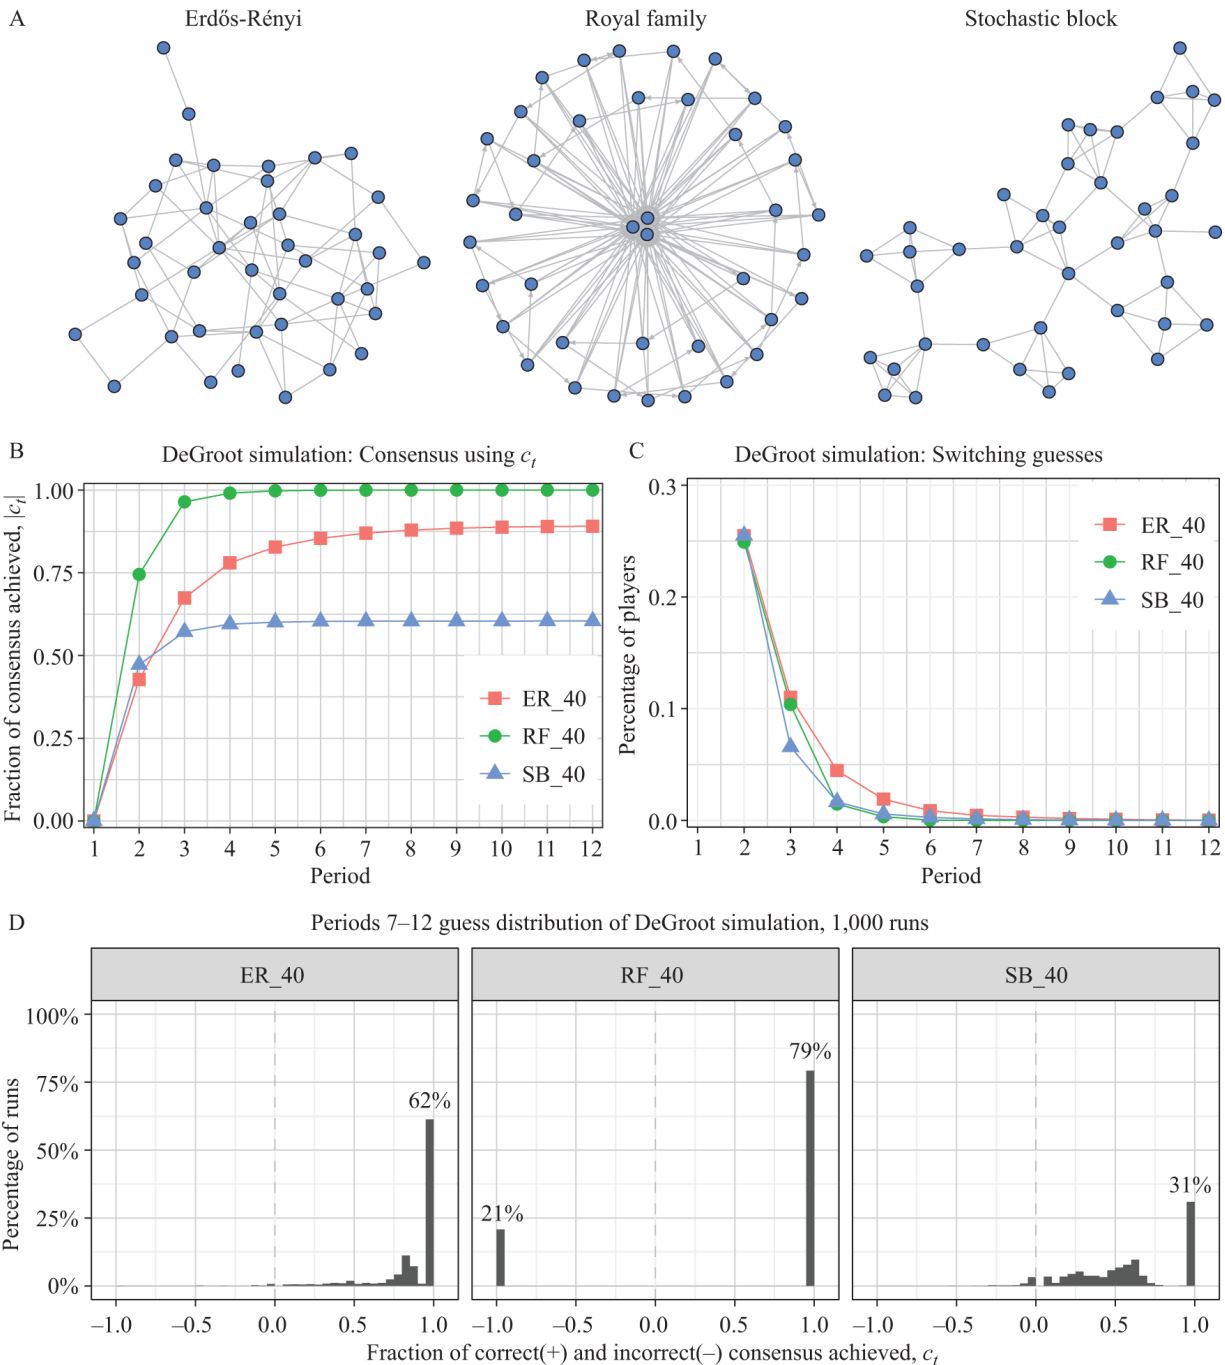 A
Erdős-Rényi
Royal family
Stochastic block
B
DeGroot simulation: Consensus using c_t
Fraction of consensus achieved, |c_t|
1.00
0.75
0.50
0.25
0.00
ER_40
RF_40
SB_40
1 2 3 4 5 6 7 8 9 10 11 12
Period
C
DeGroot simulation: Switching guesses
Percentage of players
0.3
0.2
0.1
0.0
ER_40
RF_40
SB_40
1 2 3 4 5 6 7 8 9 10 11 12
Period
D
Periods 7–12 guess distribution of DeGroot simulation, 1,000 runs
ER_40
RF_40
SB_40
Percentage of runs
100%
75%
50%
25%
0%
62%
21%
79%
31%
–1.0 –0.5 0.0 0.5 1.0
–1.0 –0.5 0.0 0.5 1.0
–1.0 –0.5 0.0 0.5 1.0
Fraction of correct(+) and incorrect(–) consensus achieved, c_t